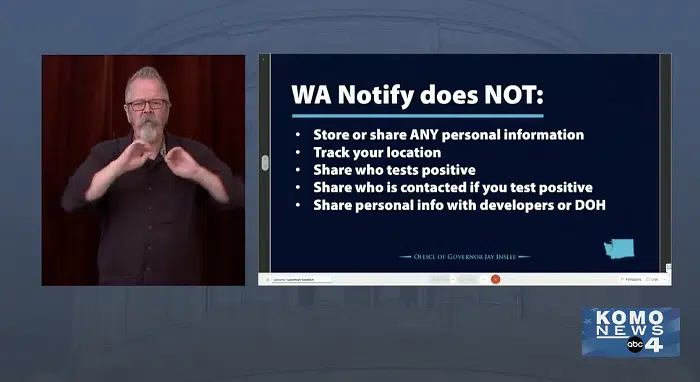 WA Notify does NOT:
• Store or share ANY personal information
• Track your location
• Share who tests positive
• Share who is contacted if you test positive
• Share personal info with developers or DOH
OFFICE OF GOVERNOR JAY INSLEE
KOMO
NEWS
abc 4